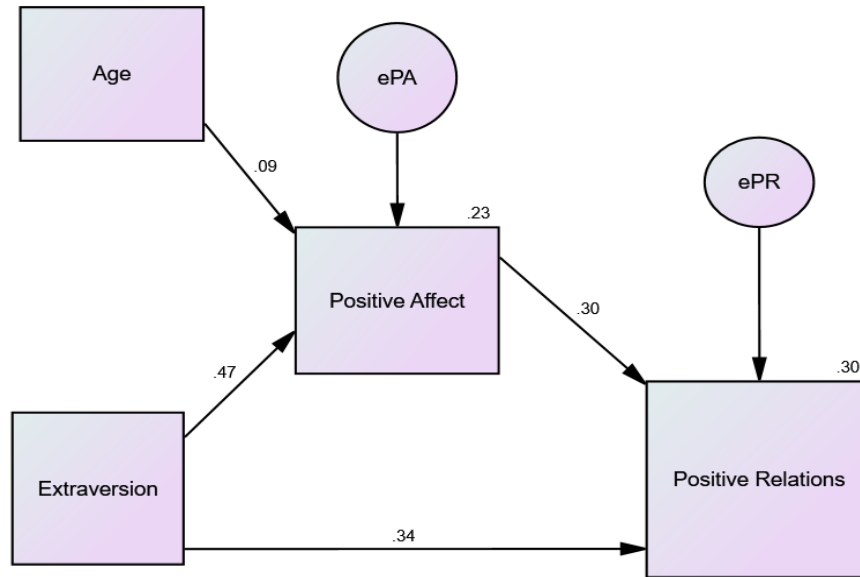 Age
ePA
.09
ePR
.23
Positive Affect
.30
.47
.30
Extraversion
Positive Relations
.34